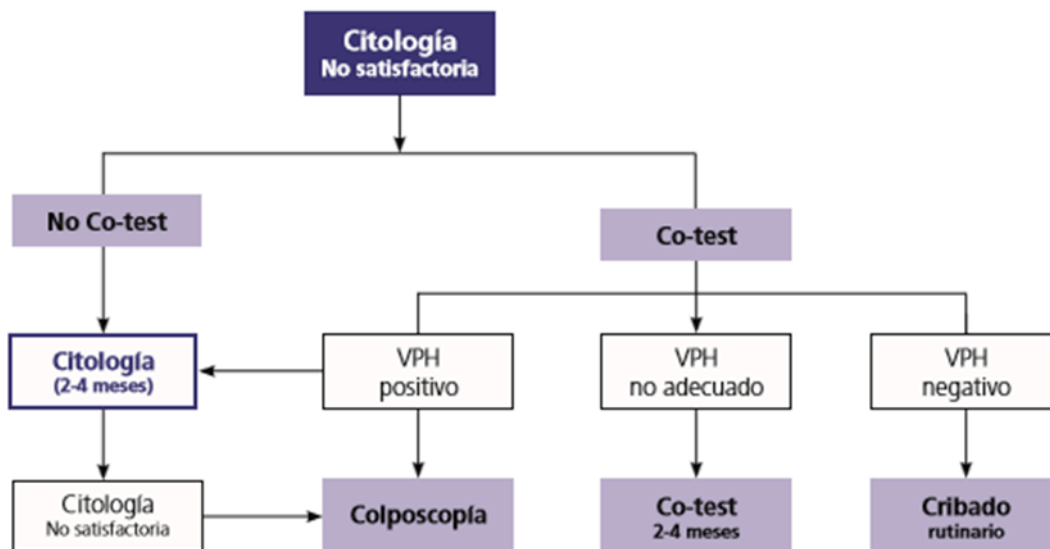 Citología
No satisfactoria
No Co-test
Co-test
Citología
(2-4 meses)
VPH
positivo
VPH
no adecuado
VPH
negativo
Citología
No satisfactoria
Colposcopía
Co-test
2-4 meses
Cribado
rutinario